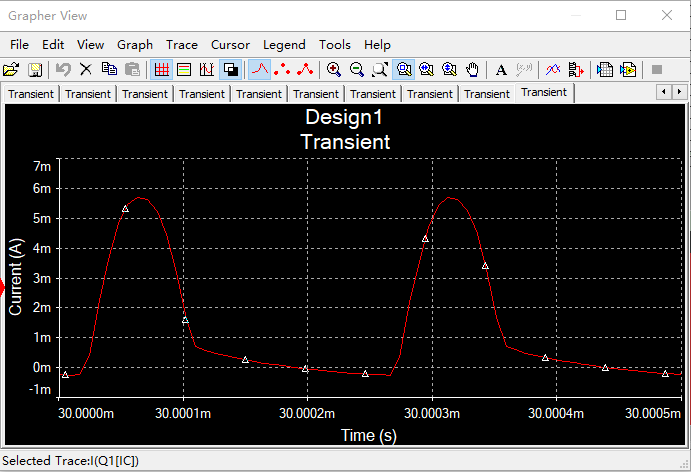 Grapher View
File Edit View Graph Trace Cursor Legend Tools Help
Transient Transient Transient Transient Transient Transient Transient Transient Transient Transient
Design1
Transient
7m
6m
5m
4m
3m
2m
1m
0m
-1m
Current (A)
30.0000m 30.0001m 30.0002m 30.0003m 30.0004m 30.0005m
Time (s)
Selected Trace:I(Q1[IC])